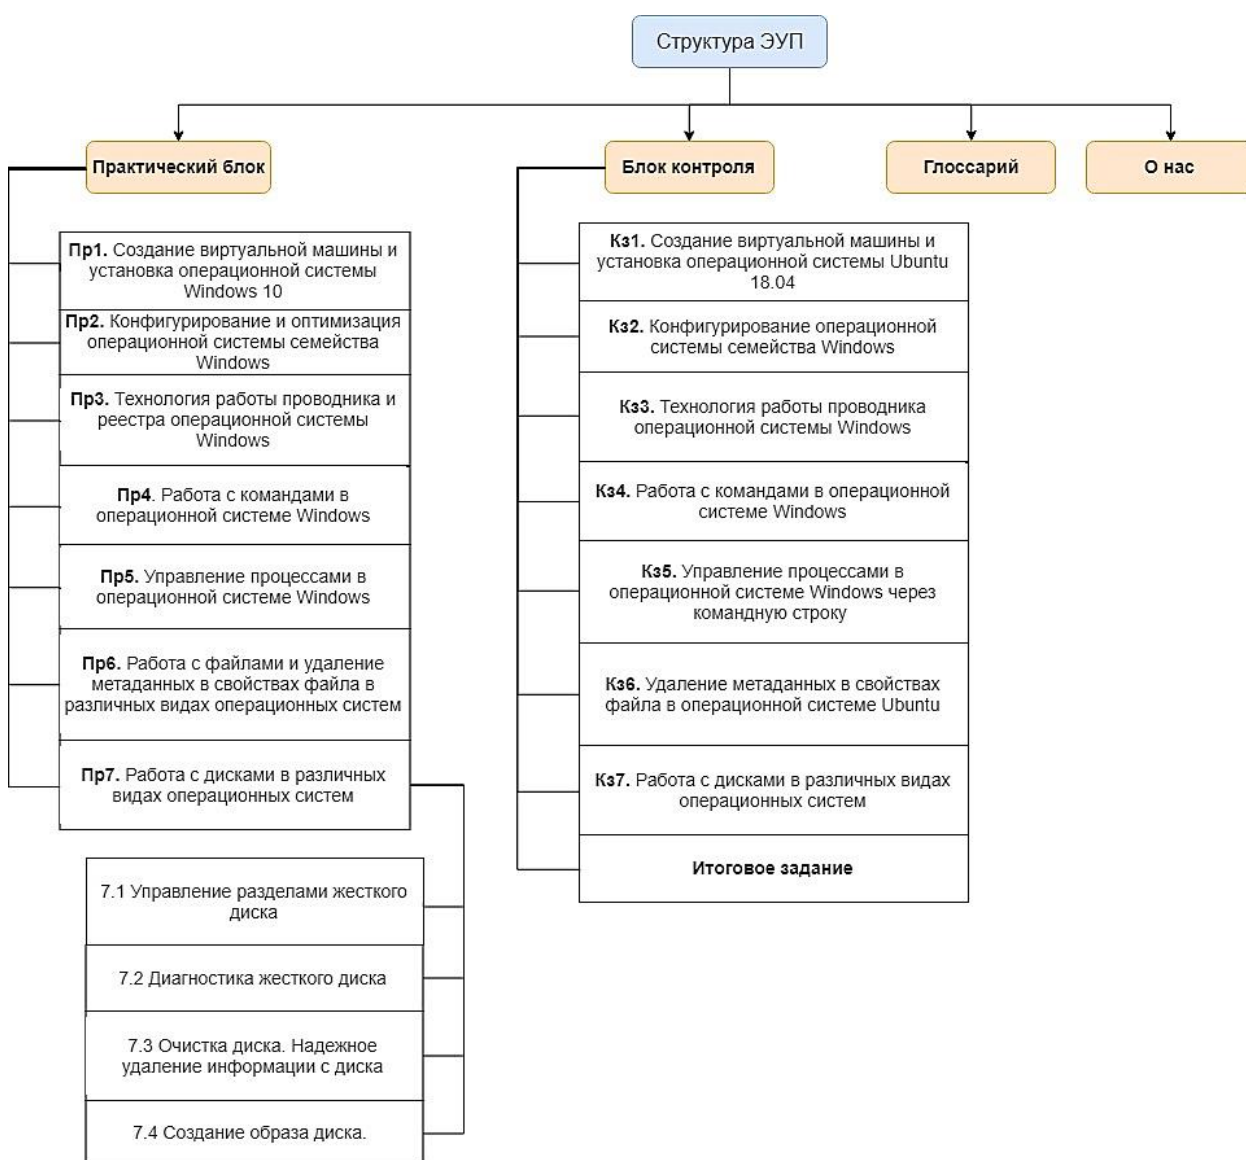 Структура ЭУП
Практический блок
Блок контроля
Глоссарий
О нас
Пр1. Создание виртуальной машины и
установка операционной системы
Windows 10
Пр2. Конфигурирование и оптимизация
операционной системы семейства
Windows
Пр3. Технология работы проводника и
реестра операционной системы
Windows
Пр4. Работа с командами в
операционной системе Windows
Пр5. Управление процессами в
операционной системе Windows
Пр6. Работа с файлами и удаление
метаданных в свойствах файла в
различных видах операционных систем
Пр7. Работа с дисками в различных
видах операционных систем
7.1 Управление разделами жесткого
диска
7.2 Диагностика жесткого диска
7.3 Очистка диска. Надежное
удаление информации с диска
7.4 Создание образа диска.
Кз1. Создание виртуальной машины и
установка операционной системы Ubuntu
18.04
Кз2. Конфигурирование операционной
системы семейства Windows
Кз3. Технология работы проводника
операционной системы Windows
Кз4. Работа с командами в операционной
системе Windows
Кз5. Управление процессами в
операционной системе Windows через
командную строку
Кз6. Удаление метаданных в свойствах
файла в операционной системе Ubuntu
Кз7. Работа с дисками в различных видах
операционных систем
Итоговое задание